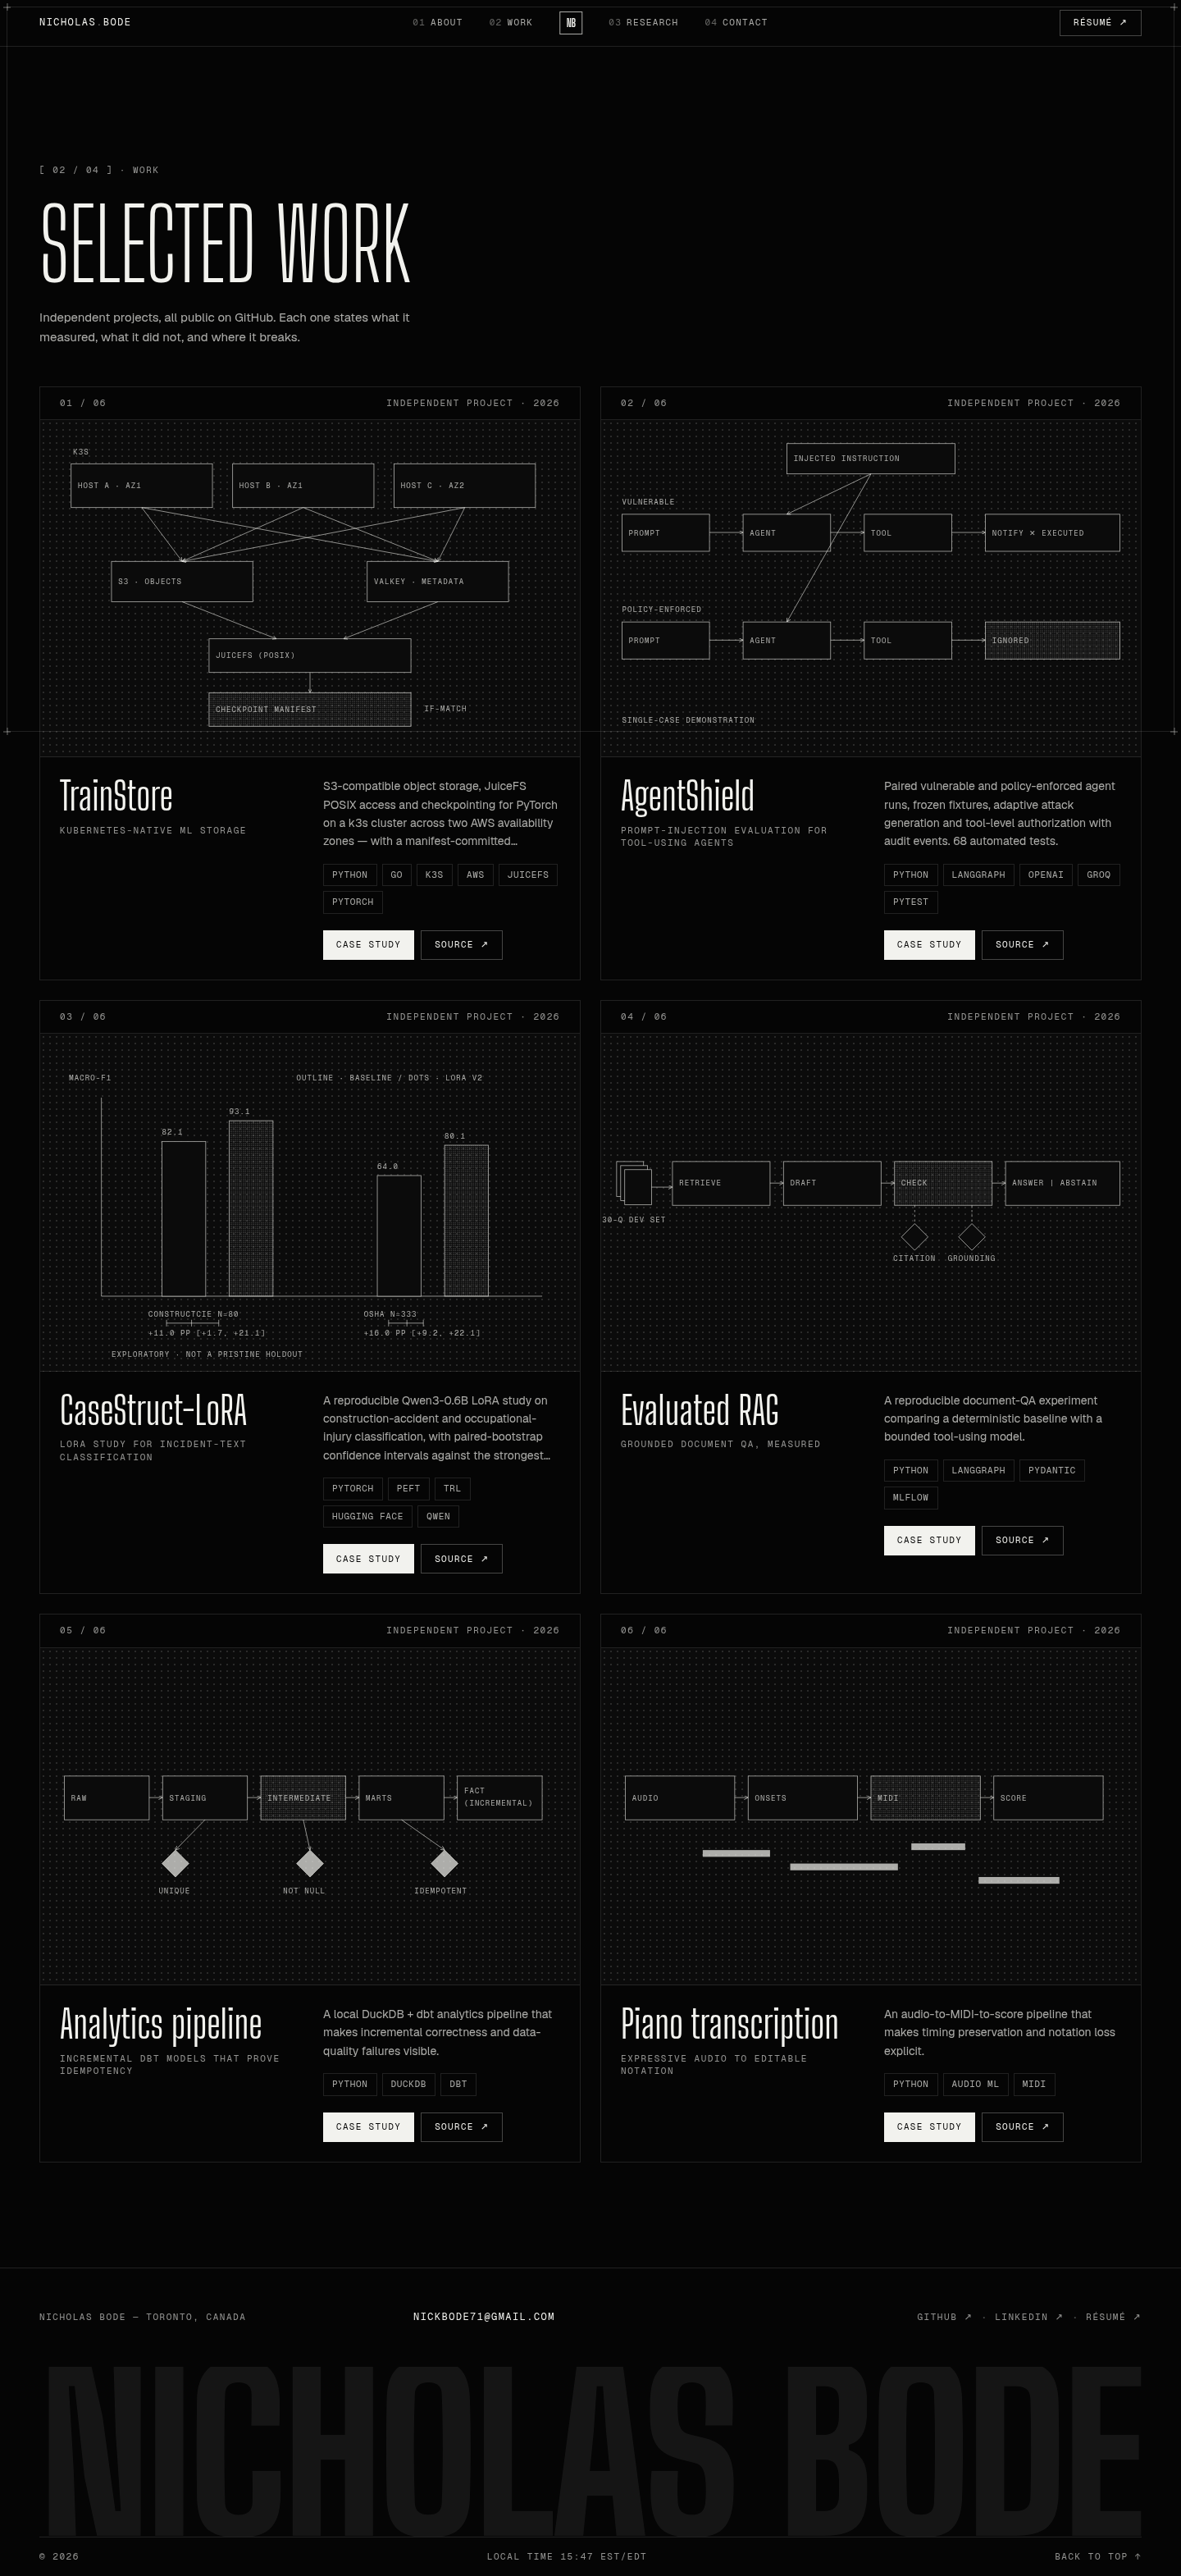 NICHOLAS.BODE
01 ABOUT
02 WORK
NB
03 RESEARCH
04 CONTACT
RÉSUMÉ ↗
[ 02 / 04 ] · WORK
SELECTED WORK
Independent projects, all public on GitHub. Each one states what it
measured, what it did not, and where it breaks.
01 / 06
INDEPENDENT PROJECT · 2026
K3S
HOST A · AZ1
HOST B · AZ1
HOST C · AZ2
S3 · OBJECTS
VALKEY · METADATA
JUICEFS (POSIX)
CHECKPOINT MANIFEST
IF-MATCH
TrainStore
KUBERNETES-NATIVE ML STORAGE
S3-compatible object storage, JuiceFS
POSIX access and checkpointing for PyTorch
on a k3s cluster across two AWS availability
zones — with a manifest-committed…
PYTHON
GO
K3S
AWS
JUICEFS
PYTORCH
CASE STUDY
SOURCE ↗
02 / 06
INDEPENDENT PROJECT · 2026
INJECTED INSTRUCTION
VULNERABLE
PROMPT
AGENT
TOOL
NOTIFY × EXECUTED
POLICY-ENFORCED
PROMPT
AGENT
TOOL
IGNORED
SINGLE-CASE DEMONSTRATION
AgentShield
PROMPT-INJECTION EVALUATION FOR
TOOL-USING AGENTS
Paired vulnerable and policy-enforced agent
runs, frozen fixtures, adaptive attack
generation and tool-level authorization with
audit events. 68 automated tests.
PYTHON
LANGGRAPH
OPENAI
GROQ
PYTEST
CASE STUDY
SOURCE ↗
03 / 06
INDEPENDENT PROJECT · 2026
MACRO-F1
OUTLINE · BASELINE / DOTS · LORA V2
82.1
93.1
64.0
80.1
CONSTRUCTCIE N=80
+11.0 PP [+1.7, +21.1]
OSHA N=333
+16.0 PP [+9.2, +22.1]
EXPLORATORY · NOT A PRISTINE HOLDOUT
CaseStruct-LoRA
LORA STUDY FOR INCIDENT-TEXT
CLASSIFICATION
A reproducible Qwen3-0.6B LoRA study on
construction-accident and occupational-
injury classification, with paired-bootstrap
confidence intervals against the strongest…
PYTORCH
PEFT
TRL
HUGGING FACE
QWEN
CASE STUDY
SOURCE ↗
04 / 06
INDEPENDENT PROJECT · 2026
30-Q DEV SET
RETRIEVE
DRAFT
CHECK
ANSWER | ABSTAIN
CITATION
GROUNDING
Evaluated RAG
GROUNDED DOCUMENT QA, MEASURED
A reproducible document-QA experiment
comparing a deterministic baseline with a
bounded tool-using model.
PYTHON
LANGGRAPH
PYDANTIC
MLFLOW
CASE STUDY
SOURCE ↗
05 / 06
INDEPENDENT PROJECT · 2026
RAW
STAGING
INTERMEDIATE
MARTS
FACT
(INCREMENTAL)
UNIQUE
NOT NULL
IDEMPOTENT
Analytics pipeline
INCREMENTAL DBT MODELS THAT PROVE
IDEMPOTENCY
A local DuckDB + dbt analytics pipeline that
makes incremental correctness and data-
quality failures visible.
PYTHON
DUCKDB
DBT
CASE STUDY
SOURCE ↗
06 / 06
INDEPENDENT PROJECT · 2026
AUDIO
ONSETS
MIDI
SCORE
Piano transcription
EXPRESSIVE AUDIO TO EDITABLE
NOTATION
An audio-to-MIDI-to-score pipeline that
makes timing preservation and notation loss
explicit.
PYTHON
AUDIO ML
MIDI
CASE STUDY
SOURCE ↗
NICHOLAS BODE — TORONTO, CANADA
NICKBODE71@GMAIL.COM
GITHUB ↗ · LINKEDIN ↗ · RÉSUMÉ ↗
NICHOLAS BODE
© 2026
LOCAL TIME 15:47 EST/EDT
BACK TO TOP ↑